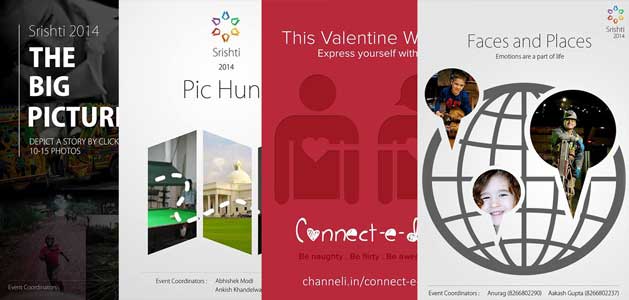 Srishti 2014
THE
BIG
PICTUR
DEPICT A STORY BY CLICK
10-15 PHOTOS
Event Coordinators :
Srishti
2014
Pic Hun
Event Coordinators : Abhishek Modi
Ankish Khandelwa
This Valentine W
Express yourself with
Connect-e-d
Be naughty . Be flirty . Be awe
channeli.in/connect-e
Srishti
2014
Faces and Places
Emotions are a part of life
Event Coordinators : Anurag (8266802290) Aakash Gupta (8266802237)